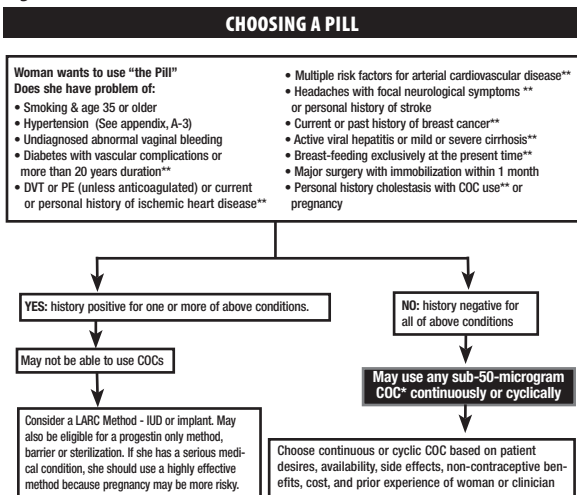 CHOOSING A PILL
Woman wants to use “the Pill”
Does she have problem of:
• Smoking & age 35 or older
• Hypertension (See appendix, A-3)
• Undiagnosed abnormal vaginal bleeding
• Diabetes with vascular complications or
more than 20 years duration**
• DVT or PE (unless anticoagulated) or current
or personal history of ischemic heart disease**
• Multiple risk factors for arterial cardiovascular disease**
• Headaches with focal neurological symptoms **
or personal history of stroke
• Current or past history of breast cancer**
• Active viral hepatitis or mild or severe cirrhosis**
• Breast-feeding exclusively at the present time**
• Major surgery with immobilization within 1 month
• Personal history cholestasis with COC use** or
pregnancy
YES: history positive for one or more of above conditions.
May not be able to use COCs
Consider a LARC Method - IUD or implant. May
also be eligible for a progestin only method,
barrier or sterilization. If she has a serious medi-
cal condition, she should use a highly effective
method because pregnancy may be more risky.
NO: history negative for
all of above conditions
May use any sub-50-microgram
COC* continuously or cyclically
Choose continuous or cyclic COC based on patient
desires, availability, side effects, non-contraceptive ben-
efits, cost, and prior experience of woman or clinician